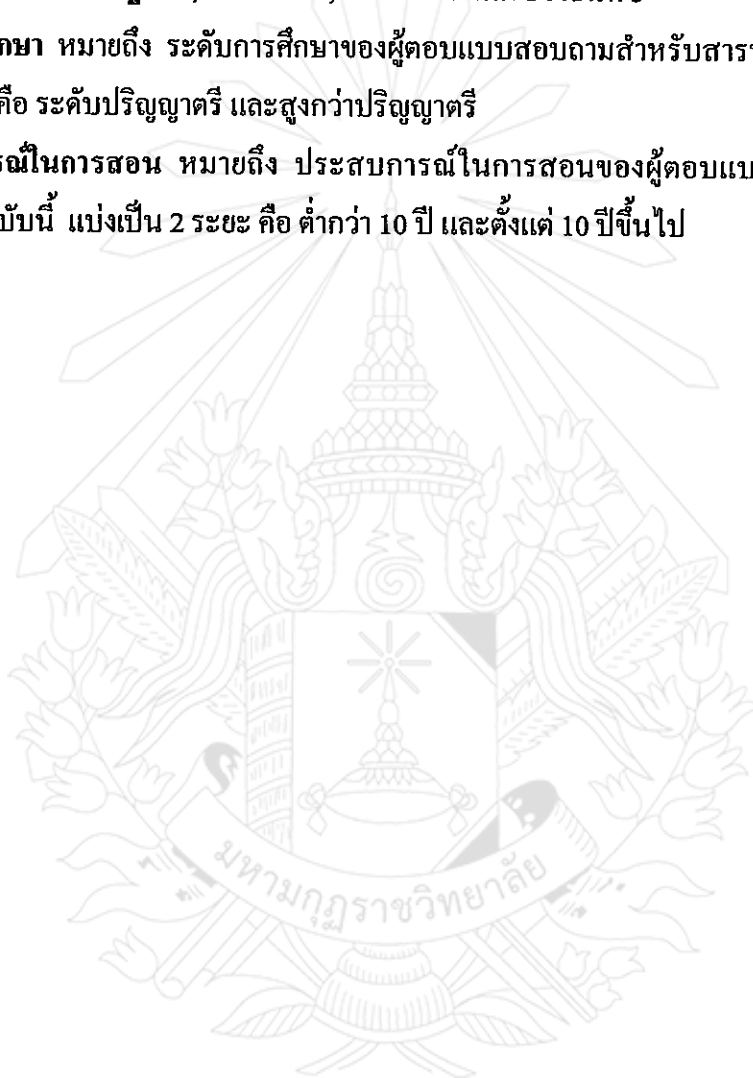 กษา หมายถึง ระดับการศึกษาของผู้ตอบแบบสอบถามสำหรับสาร
คือ ระดับปริญญาตรี และสูงกว่าปริญญาตรี
รณ์ในการสอน หมายถึง ประสบการณ์ในการสอนของผู้ตอบแบบ
บับนี้ แบ่งเป็น 2 ระยะ คือ ต่ำกว่า 10 ปี และตั้งแต่ 10 ปีขึ้นไป
มหามกุฏราชวิทยาลัย